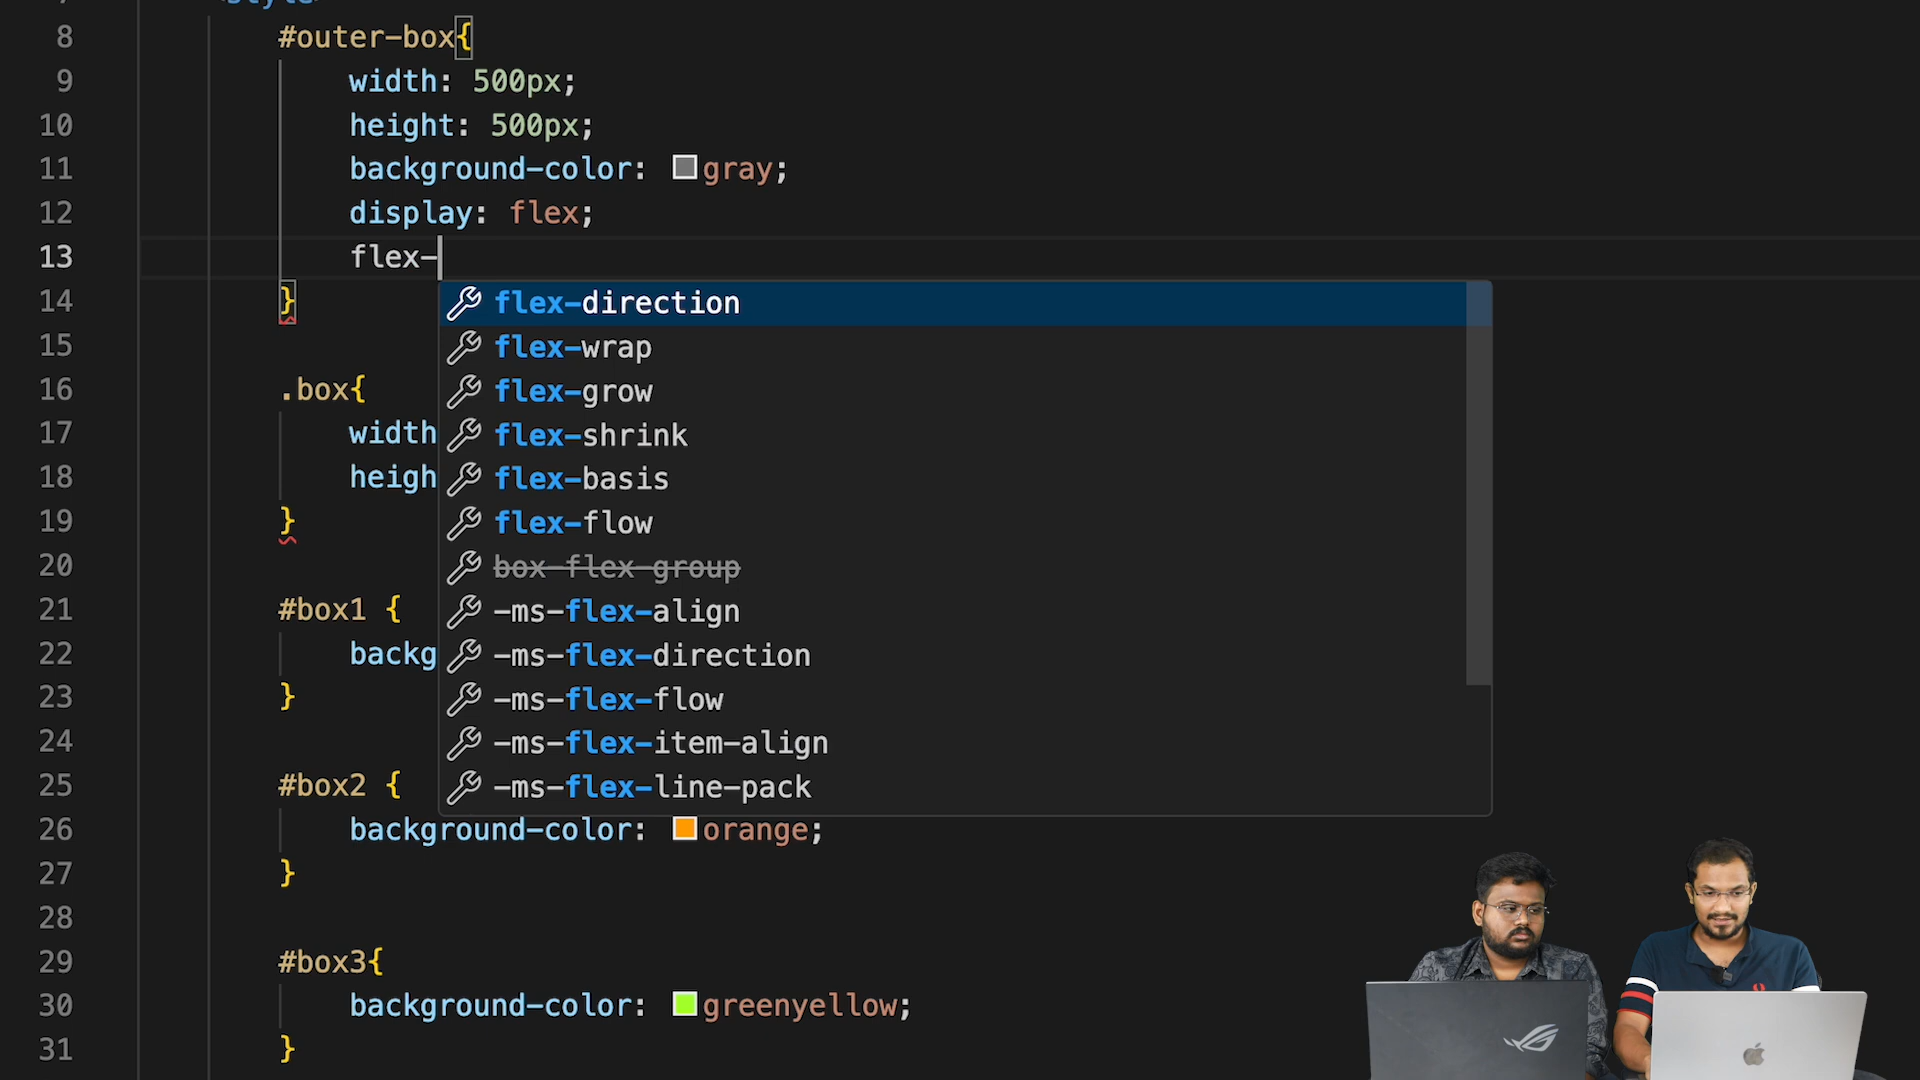 7 <style>
8 #outer-box{
9 width: 500px;
10 height: 500px;
11 background-color: gray;
12 display: flex;
13 flex-
14 }
flex-direction
15 flex-wrap
16 .box{ flex-grow
17 width flex-shrink
18 heigh flex-basis
19 } flex-flow
20 box-flex-group
21 #box1 { -ms-flex-align
22 backg -ms-flex-direction
23 } -ms-flex-flow
24 -ms-flex-item-align
25 #box2 { -ms-flex-line-pack
26 background-color: orange;
27 }
28
29 #box3{
30 background-color: greenyellow;
31 }